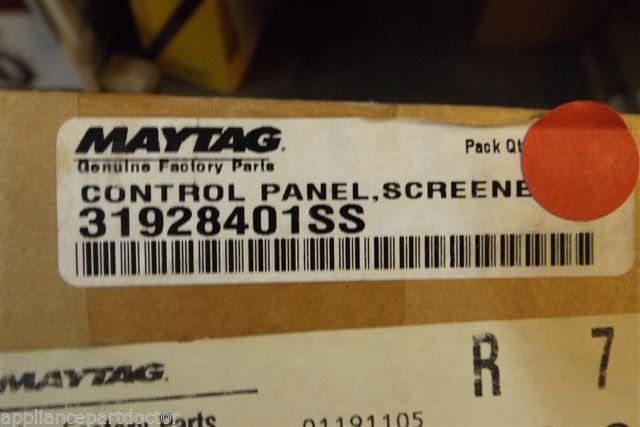 MAYTAG.
Genuine Factory Parts
Pack Qt
CONTROL PANEL,SCREENE
31928401SS
R 7
MAYTAG.
01191105
appliancepartdoctor